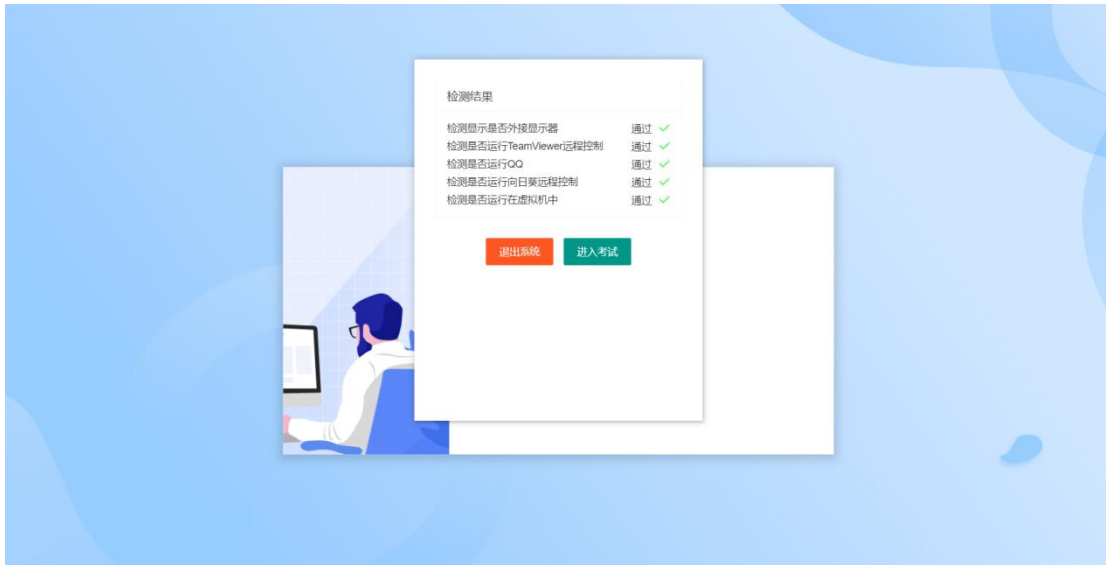 检测结果
检测显示是否外接显示器 通过
检测是否运行TeamViewer远程控制 通过
检测是否运行QQ 通过
检测是否运行向日葵远程控制 通过
检测是否运行在虚拟机中 通过
退出系统 进入考试